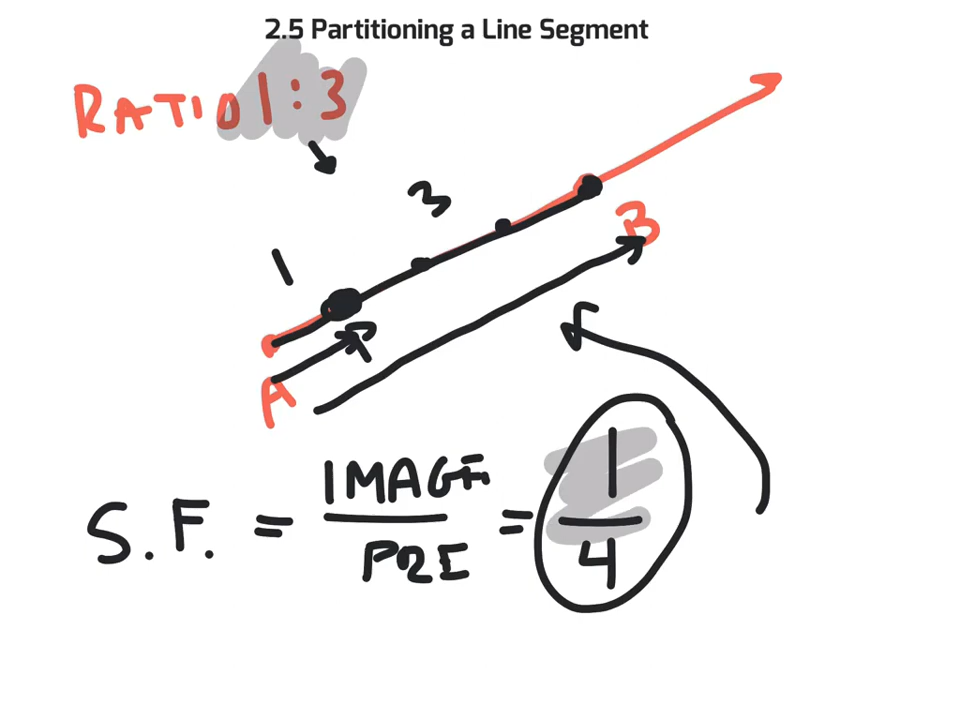 2.5 Partitioning a Line Segment
RATIO 1:3
3
1
B
P
A
S.F. = IMAGE / PRE = 1 / 4